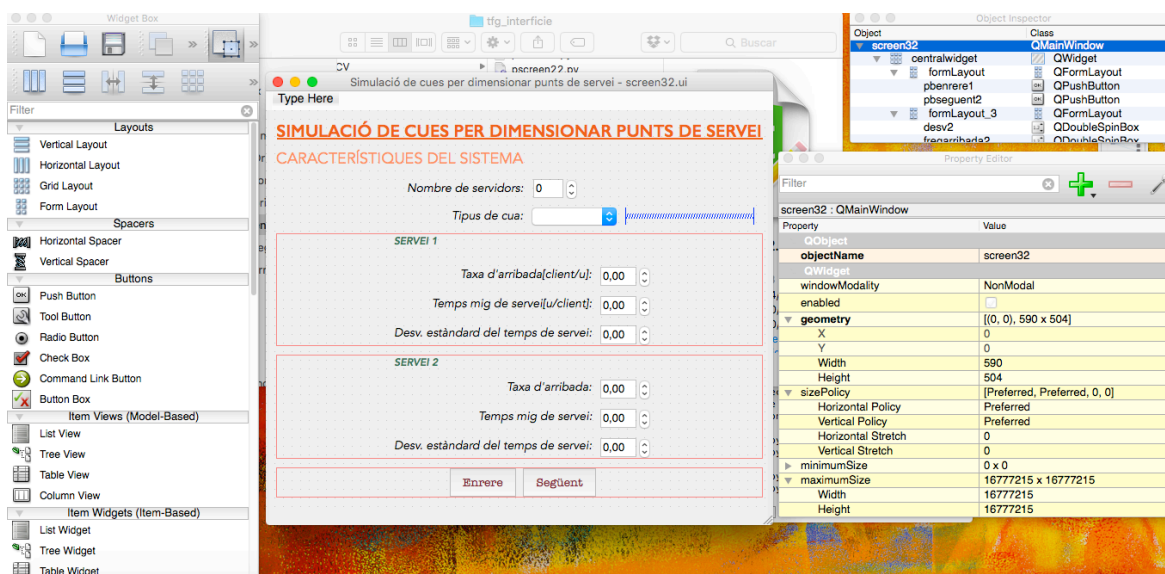 Widget Box
Filter
Layouts
Vertical Layout
Horizontal Layout
Grid Layout
Form Layout
Spacers
Horizontal Spacer
Vertical Spacer
Buttons
OK Push Button
Tool Button
Radio Button
Check Box
Command Link Button
Button Box
Item Views (Model-Based)
List View
Tree View
Table View
Column View
Item Widgets (Item-Based)
List Widget
Tree Widget
Table Widget
tfg_interficie
Q Buscar
CV
pscreen22.py
Simulació de cues per dimensionar punts de servei - screen32.ui
Type Here
SIMULACIÓ DE CUES PER DIMENSIONAR PUNTS DE SERVEI
CARACTERÍSTIQUES DEL SISTEMA
Nombre de servidors: 0
Tipus de cua:
SERVEI 1
Taxa d'arribada[client/u]: 0,00
Temps mig de servei[u/client]: 0,00
Desv. estàndard del temps de servei: 0,00
SERVEI 2
Taxa d'arribada: 0,00
Temps mig de servei: 0,00
Desv. estàndard del temps de servei: 0,00
Enrere Següent
Object Inspector
Object Class
screen32 QMainWindow
centralwidget QWidget
formLayout QFormLayout
pbenrere1 QPushButton
pbseguent2 QPushButton
formLayout_3 QFormLayout
desv2 QDoubleSpinBox
freqarribada2 QDoubleSpinBox
Property Editor
Filter
screen32 : QMainWindow
Property Value
QObject
objectName screen32
QWidget
windowModality NonModal
enabled
geometry [(0, 0), 590 x 504]
X 0
Y 0
Width 590
Height 504
sizePolicy [Preferred, Preferred, 0, 0]
Horizontal Policy Preferred
Vertical Policy Preferred
Horizontal Stretch 0
Vertical Stretch 0
minimumSize 0 x 0
maximumSize 16777215 x 16777215
Width 16777215
Height 16777215